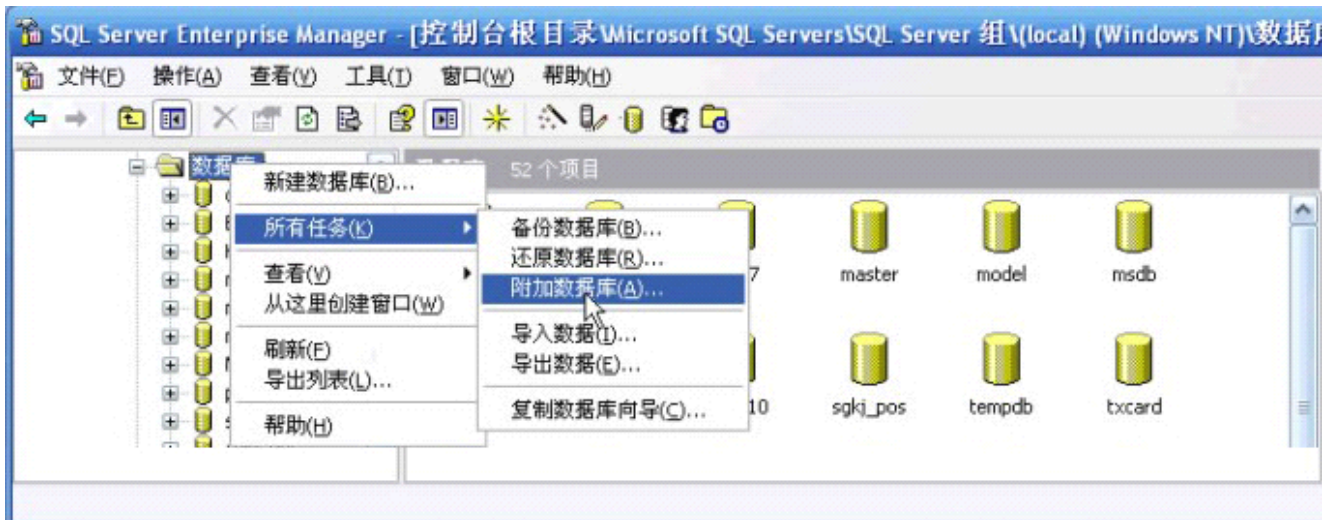 SQL Server Enterprise Manager - [控制台根目录\Microsoft SQL Servers\SQL Server 组\(local) (Windows NT)\数据
文件(F) 操作(A) 查看(V) 工具(T) 窗口(W) 帮助(H)
数据
52 个项目
新建数据库(B)...
所有任务(K)
查看(V)
从这里创建窗口(W)
刷新(F)
导出列表(L)...
帮助(H)
备份数据库(B)...
还原数据库(R)...
附加数据库(A)...
导入数据(I)...
导出数据(E)...
复制数据库向导(C)...
7 master model msdb
10 sgkj_pos tempdb txcard